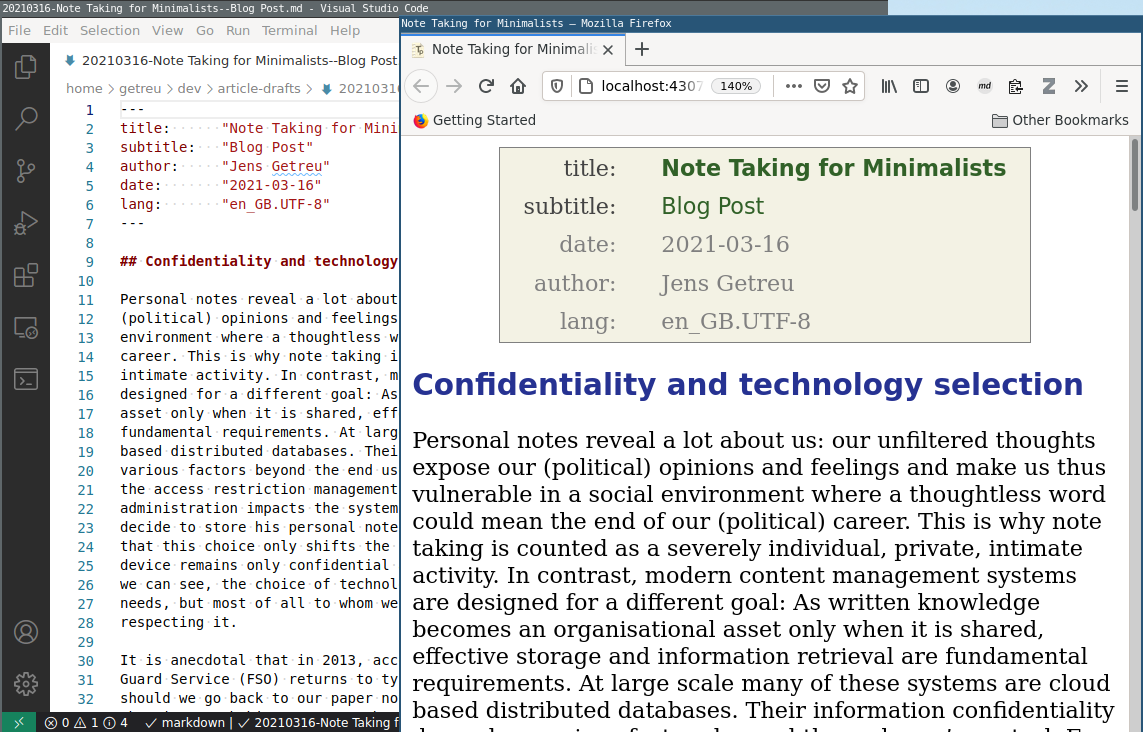 20210316-Note Taking for Minimalists--Blog Post.md - Visual Studio Code
File Edit Selection View Go Run Terminal Help
20210316-Note Taking for Minimalists--Blog Post
home > getreu > dev > article-drafts > 2021031
1 ---
2 title: "Note Taking for Mini
3 subtitle: "Blog Post"
4 author: "Jens Getreu"
5 date: "2021-03-16"
6 lang: "en_GB.UTF-8"
7 ---
8
9 ## Confidentiality and technology
10
11 Personal notes reveal a lot about
12 (political) opinions and feelings
13 environment where a thoughtless w
14 career. This is why note taking i
15 intimate activity. In contrast, m
16 designed for a different goal: As
17 asset only when it is shared, eff
18 fundamental requirements. At larg
19 based distributed databases. Thei
20 various factors beyond the end us
21 the access restriction management
22 administration impacts the system
23 decide to store his personal note
24 that this choice only shifts the
25 device remains only confidential
26 we can see, the choice of technol
27 needs, but most of all to whom we
28 respecting it.
29
30 It is anecdotal that in 2013, acc
31 Guard Service (FSO) returns to ty
32 should we go back to our paper no
0 1 4 markdown | 20210316-Note Taking f
Note Taking for Minimalists — Mozilla Firefox
Note Taking for Minimalis
localhost:4307 140%
md
Getting Started Other Bookmarks
title: Note Taking for Minimalists
subtitle: Blog Post
date: 2021-03-16
author: Jens Getreu
lang: en_GB.UTF-8
Confidentiality and technology selection
Personal notes reveal a lot about us: our unfiltered thoughts
expose our (political) opinions and feelings and make us thus
vulnerable in a social environment where a thoughtless word
could mean the end of our (political) career. This is why note
taking is counted as a severely individual, private, intimate
activity. In contrast, modern content management systems
are designed for a different goal: As written knowledge
becomes an organisational asset only when it is shared,
effective storage and information retrieval are fundamental
requirements. At large scale many of these systems are cloud
based distributed databases. Their information confidentiality